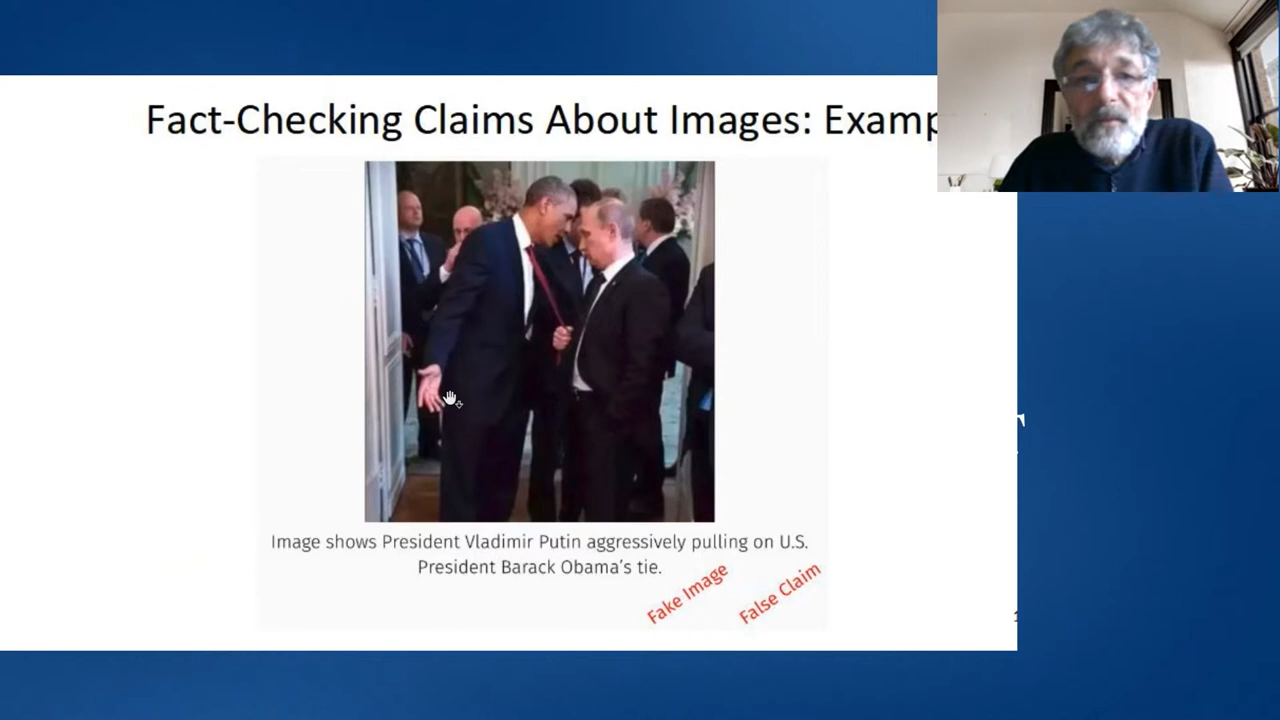 Fact-Checking Claims About Images:
Image shows President Vladimir Putin aggressively pulling on U.S.
President Barack Obama’s tie.
Fake Image
False Claim